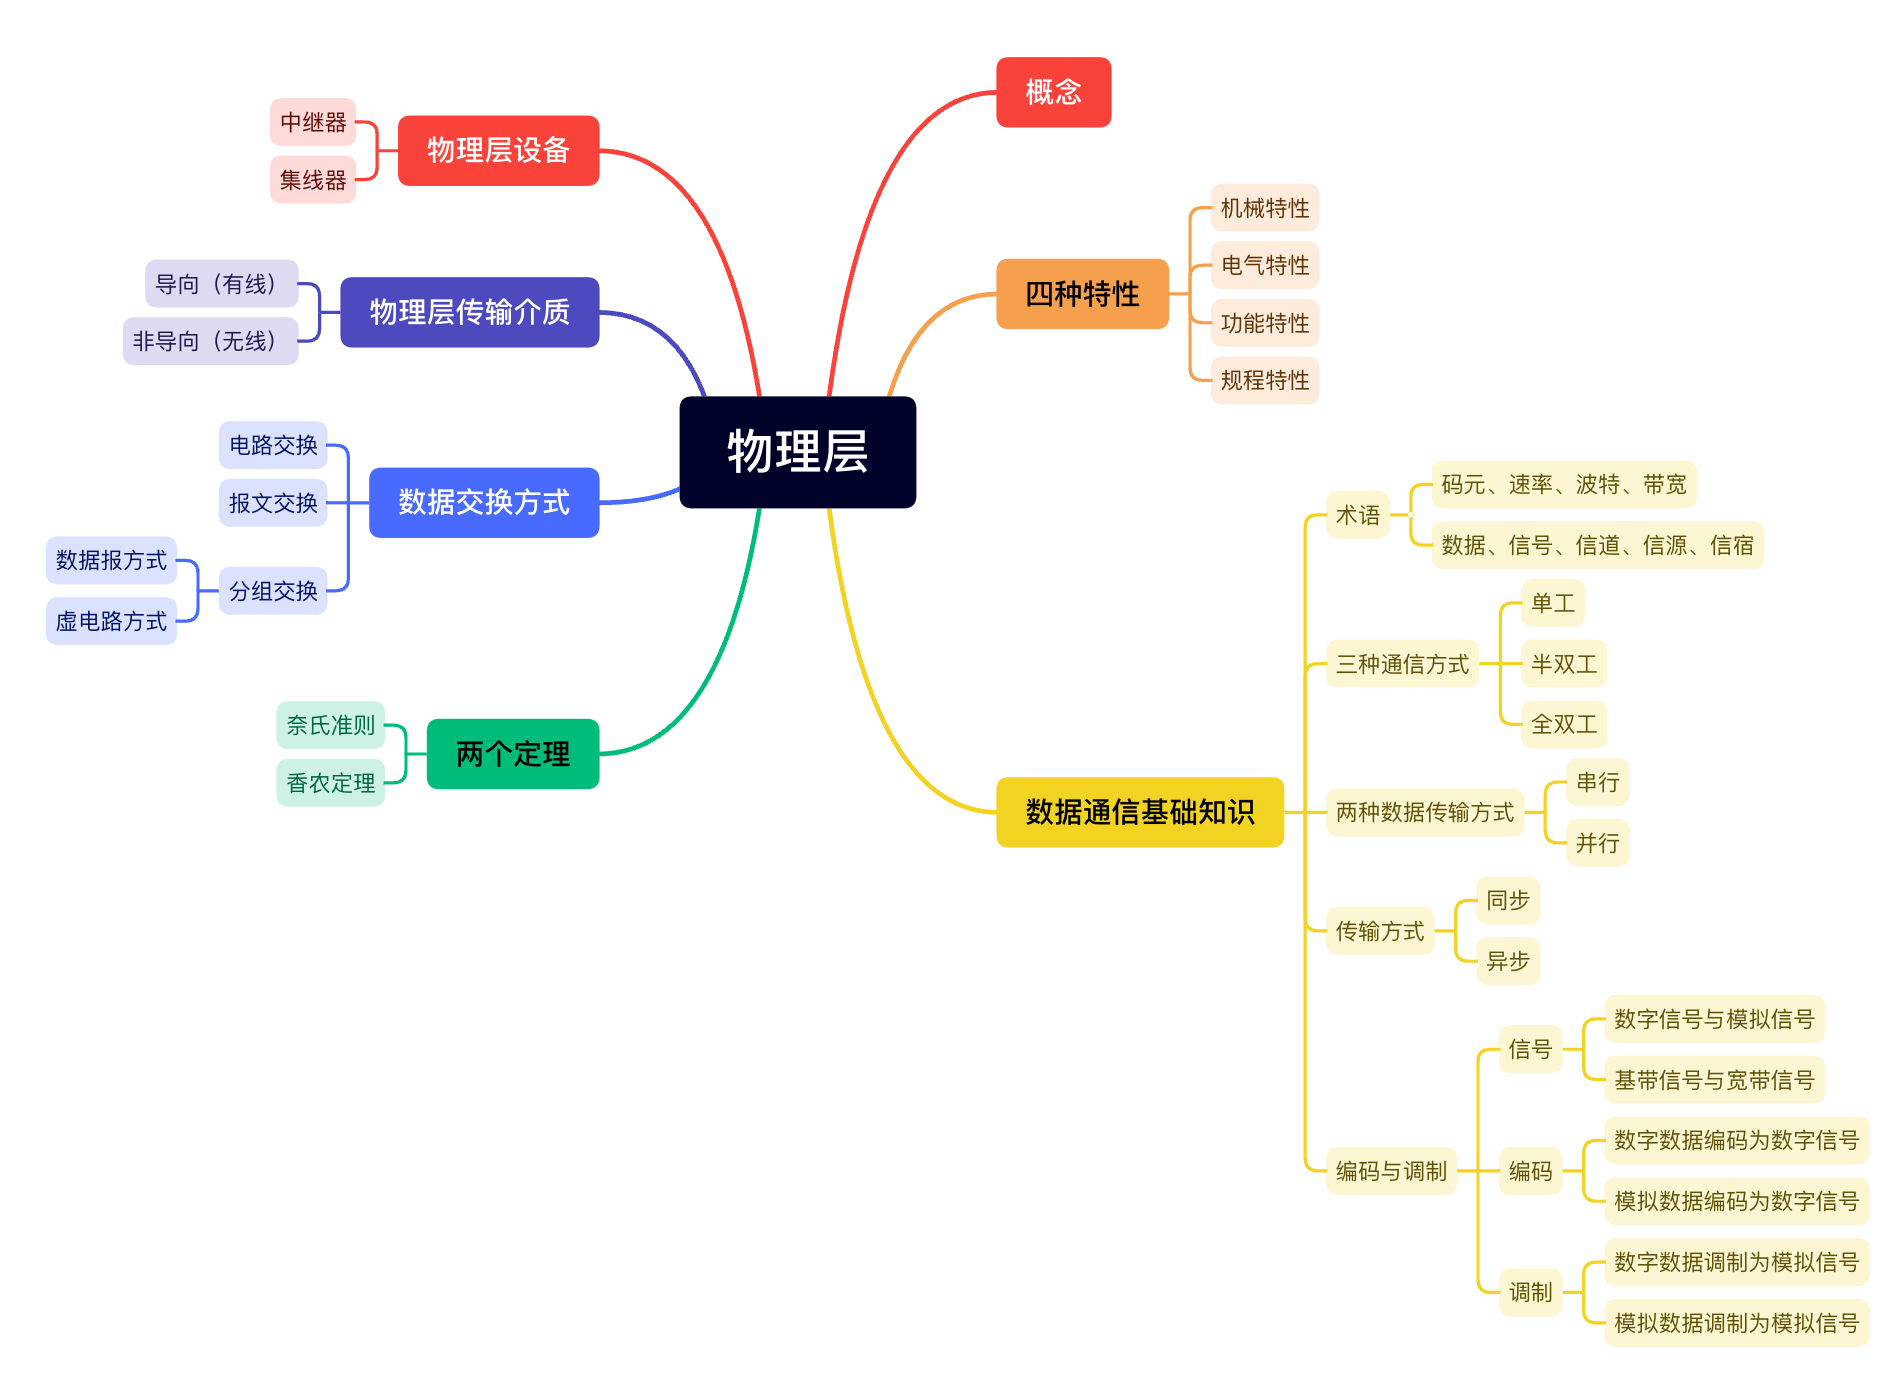 物理层
概念
四种特性
机械特性
电气特性
功能特性
规程特性
数据通信基础知识
术语
码元、速率、波特、带宽
数据、信号、信道、信源、信宿
三种通信方式
单工
半双工
全双工
两种数据传输方式
串行
并行
传输方式
同步
异步
编码与调制
信号
数字信号与模拟信号
基带信号与宽带信号
编码
数字数据编码为数字信号
模拟数据编码为数字信号
调制
数字数据调制为模拟信号
模拟数据调制为模拟信号
物理层设备
中继器
集线器
物理层传输介质
导向（有线）
非导向（无线）
数据交换方式
电路交换
报文交换
分组交换
数据报方式
虚电路方式
两个定理
奈氏准则
香农定理